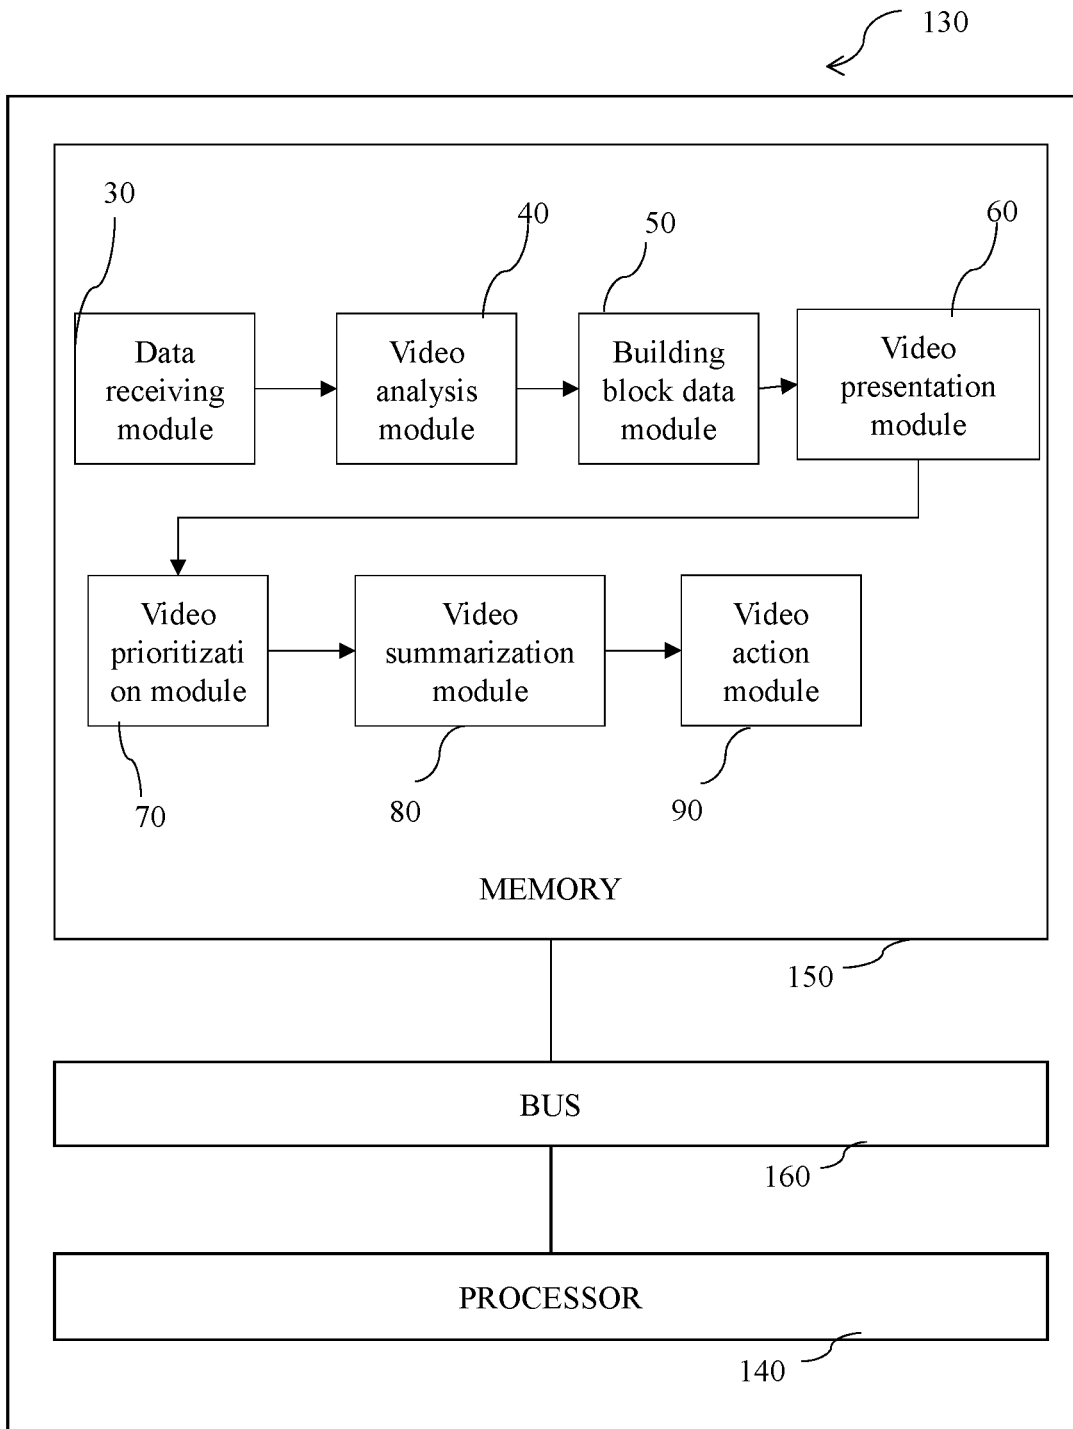 130
30
40
50
60
Data
receiving
module
Video
analysis
module
Building
block data
module
Video
presentation
module
Video
prioritizati
on module
Video
summarization
module
Video
action
module
70
80
90
MEMORY
150
BUS
160
PROCESSOR
140